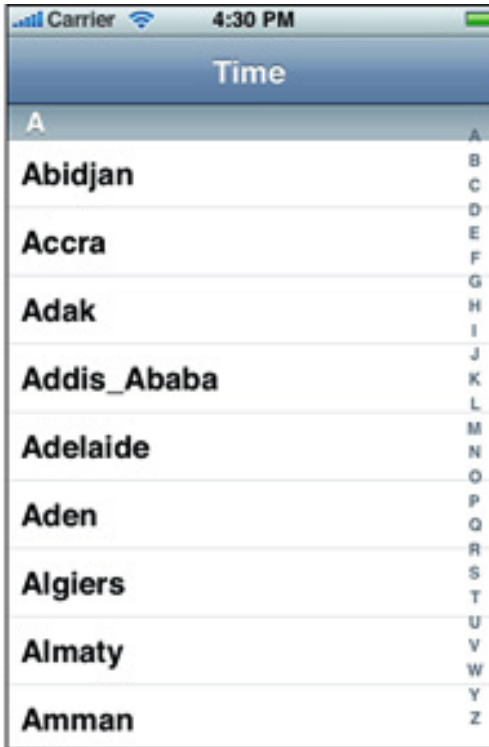 Carrier 4:30 PM
Time
A
Abidjan
Accra
Adak
Addis_Ababa
Adelaide
Aden
Algiers
Almaty
Amman
A
B
C
D
E
F
G
H
I
J
K
L
M
N
O
P
Q
R
S
T
U
V
W
Y
Z